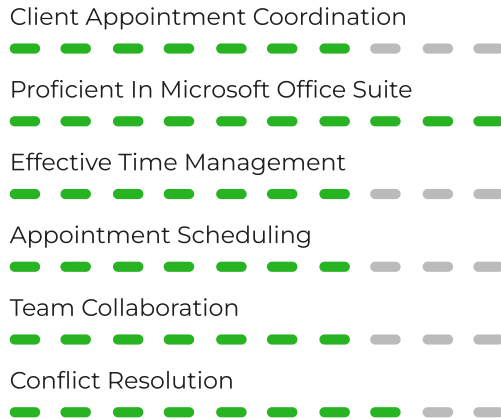 Client Appointment Coordination
Proficient In Microsoft Office Suite
Effective Time Management
Appointment Scheduling
Team Collaboration
Conflict Resolution